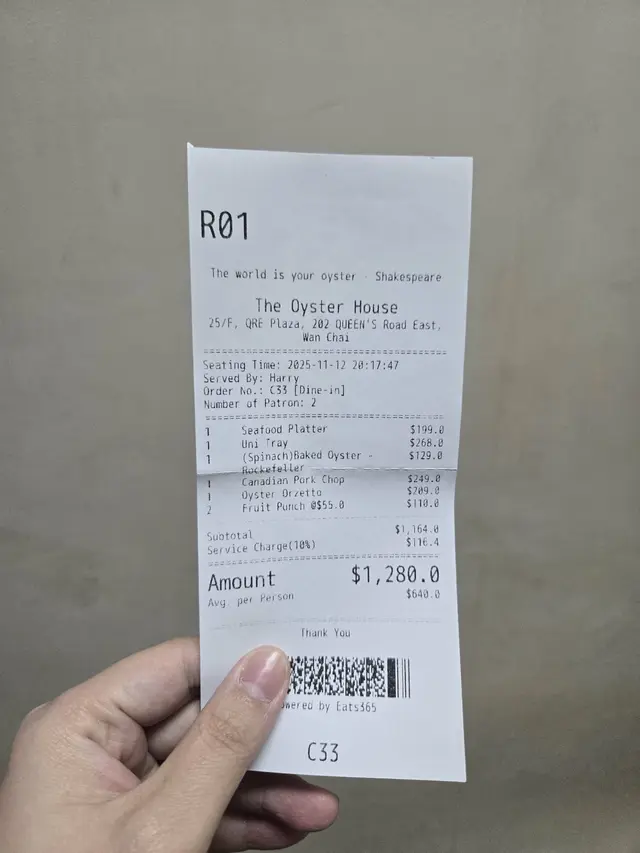 R01
The world is your oyster - Shakespeare
The Oyster House
25/F, QRE Plaza, 202 QUEEN'S Road East,
Wan Chai
Seating Time: 2025-11-12 20:17:47
Served By: Harry
Order No.: C33 [Dine-in]
Number of Patron: 2
1 Seafood Platter $199.0
1 Uni Tray $268.0
1 (Spinach)Baked Oyster - $129.0
Rockefeller
1 Canadian Pork Chop $249.0
1 Oyster Orzetto $209.0
2 Fruit Punch @$55.0 $110.0
Subtotal $1,164.0
Service Charge(10%) $116.4
Amount $1,280.0
Avg. per Person $640.0
Thank You
owered by Eats365
C33